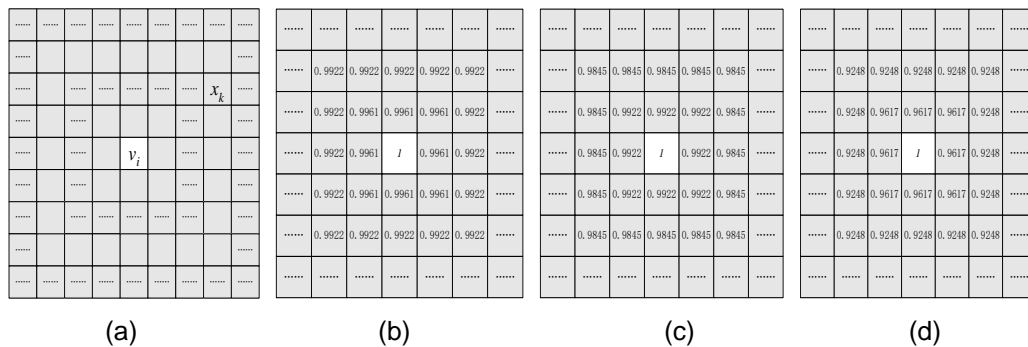 ...... ...... ...... ...... ...... ...... ...... ...... ......
...... ......
...... ...... ...... ...... ...... ...... x_k ......
...... ...... ...... ......
...... ...... v_i ...... ......
...... ...... ...... ......
...... ...... ...... ...... ...... ...... ......
...... ......
...... ...... ...... ...... ...... ...... ...... ...... ......
(a)
...... ...... ...... ...... ...... ...... ......
...... 0.9922 0.9922 0.9922 0.9922 0.9922 ......
...... 0.9922 0.9961 0.9961 0.9961 0.9922 ......
...... 0.9922 0.9961 1 0.9961 0.9922 ......
...... 0.9922 0.9961 0.9961 0.9961 0.9922 ......
...... 0.9922 0.9922 0.9922 0.9922 0.9922 ......
...... ...... ...... ...... ...... ...... ......
(b)
...... ...... ...... ...... ...... ...... ......
...... 0.9845 0.9845 0.9845 0.9845 0.9845 ......
...... 0.9845 0.9922 0.9922 0.9922 0.9845 ......
...... 0.9845 0.9922 1 0.9922 0.9845 ......
...... 0.9845 0.9922 0.9922 0.9922 0.9845 ......
...... 0.9845 0.9845 0.9845 0.9845 0.9845 ......
...... ...... ...... ...... ...... ...... ......
(c)
...... ...... ...... ...... ...... ...... ......
...... 0.9248 0.9248 0.9248 0.9248 0.9248 ......
...... 0.9248 0.9617 0.9617 0.9617 0.9248 ......
...... 0.9248 0.9617 1 0.9617 0.9248 ......
...... 0.9248 0.9617 0.9617 0.9617 0.9248 ......
...... 0.9248 0.9248 0.9248 0.9248 0.9248 ......
...... ...... ...... ...... ...... ...... ......
(d)